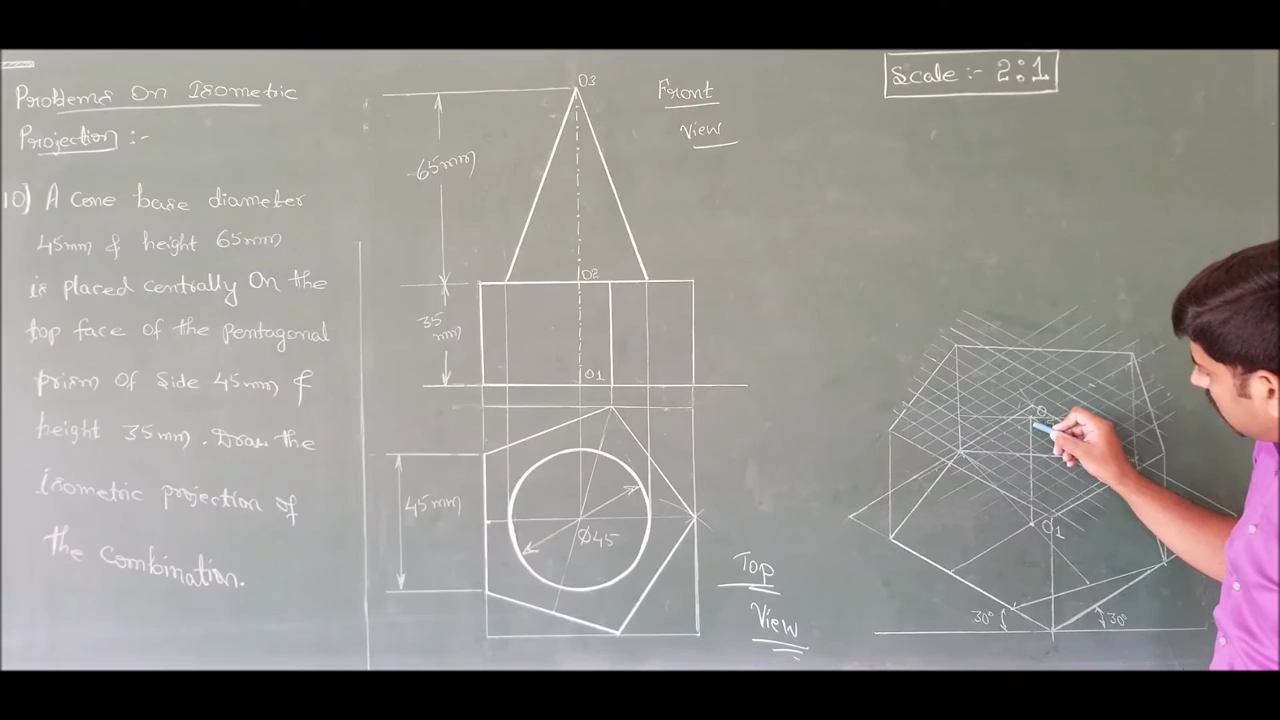 Problems On Isometric
Projection :-
10] A Cone base diameter
45mm & height 65mm
is placed centrally On the
top face of the pentagonal
prism of side 45mm &
height 35mm. Draw the
isometric projection of
the Combination.
O3
65mm
O2
35
mm
O1
45mm
Ø45
Front
View
Top
View
Scale :- 2:1
O1
30°
30°